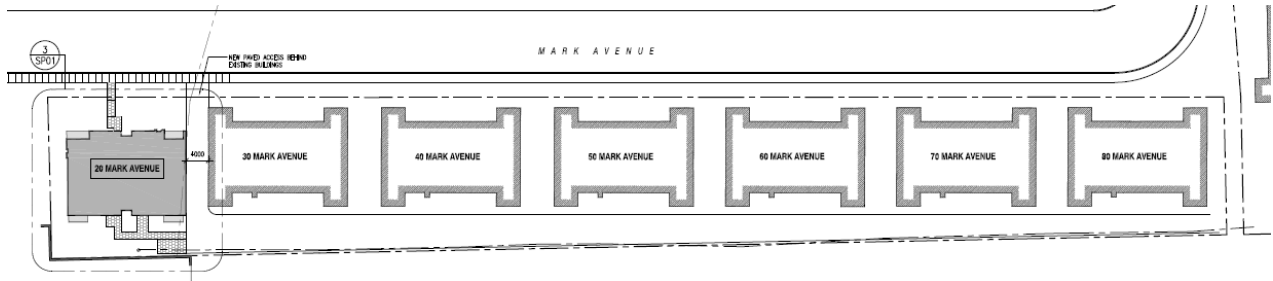 3
SP01
MARK AVENUE
NEW PAVED ACCESS BEHIND
EXISTING BUILDINGS
20 MARK AVENUE
4000
30 MARK AVENUE
40 MARK AVENUE
50 MARK AVENUE
60 MARK AVENUE
70 MARK AVENUE
80 MARK AVENUE